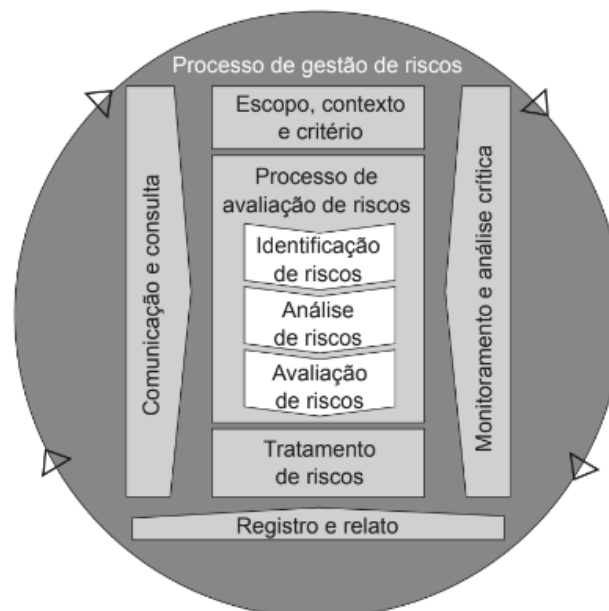 Processo de gestão de riscos
Escopo, contexto
e critério
Processo de
avaliação de riscos
Identificação
de riscos
Análise
de riscos
Avaliação
de riscos
Tratamento
de riscos
Comunicação e consulta
Monitoramento e análise crítica
Registro e relato